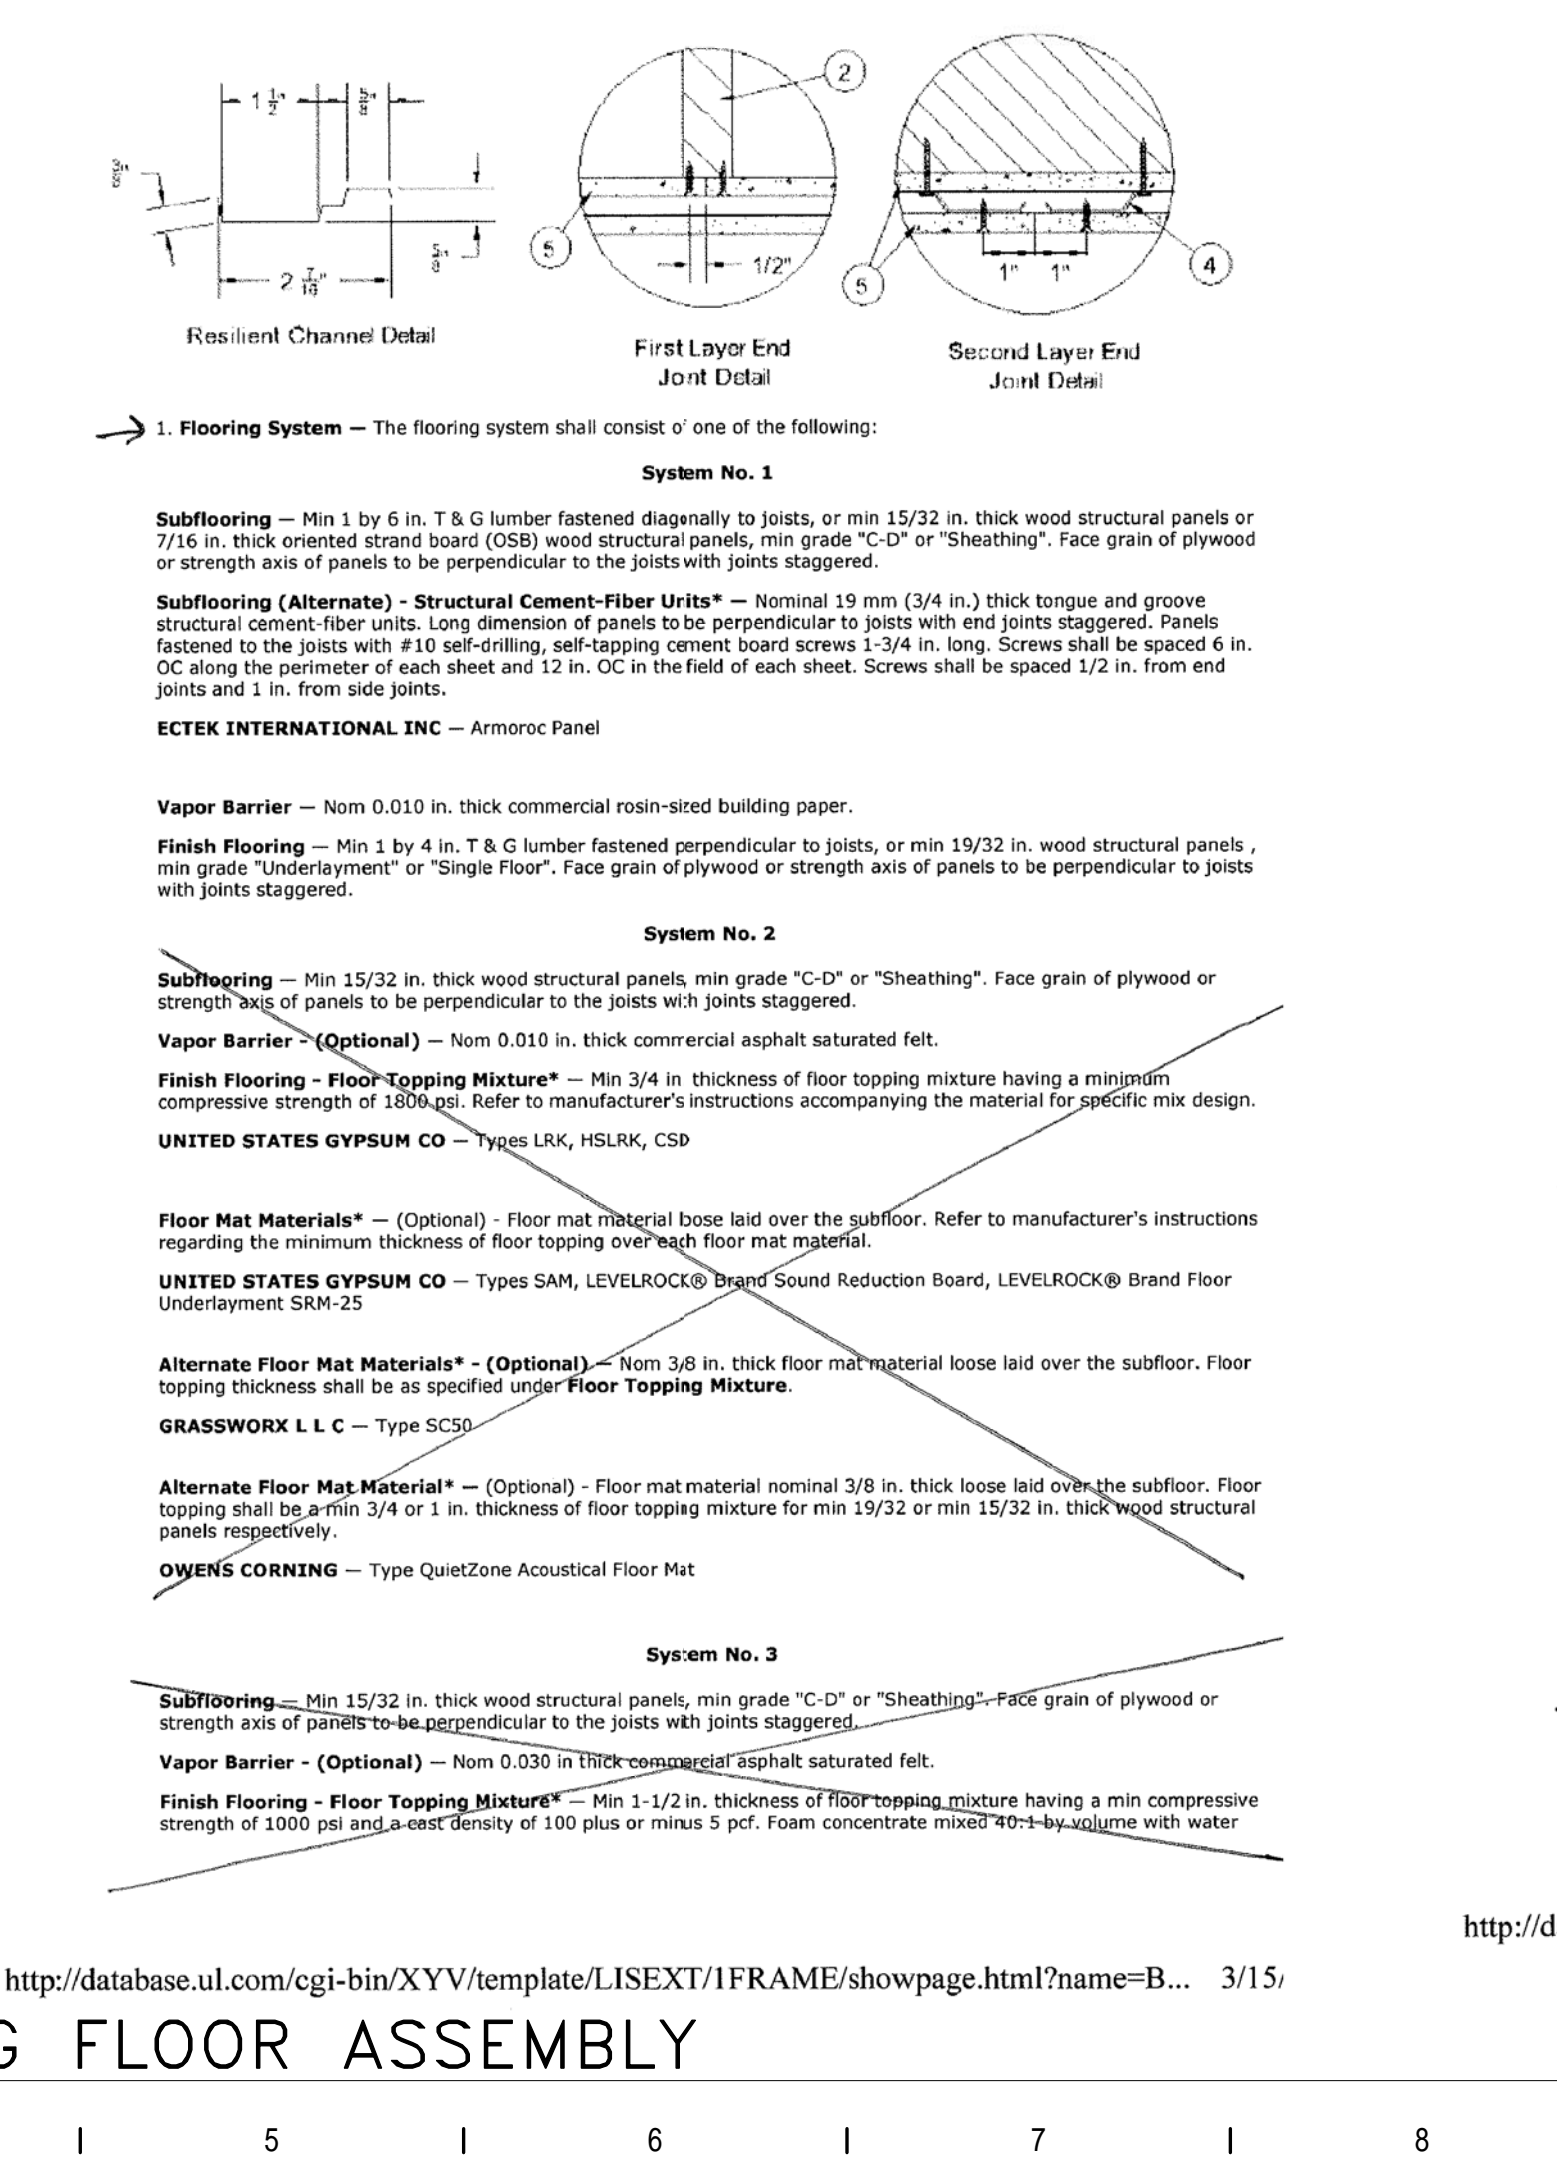 1 1/2"
5/8"
3/8"
5/8"
2 7/16"
Resilient Channel Detail
2
5
1/2"
First Layer End
Joint Detail
5
4
1" 1"
Second Layer End
Joint Detail
1. Flooring System — The flooring system shall consist of one of the following:
System No. 1
Subflooring — Min 1 by 6 in. T & G lumber fastened diagonally to joists, or min 15/32 in. thick wood structural panels or
7/16 in. thick oriented strand board (OSB) wood structural panels, min grade "C-D" or "Sheathing". Face grain of plywood
or strength axis of panels to be perpendicular to the joists with joints staggered.
Subflooring (Alternate) - Structural Cement-Fiber Units* — Nominal 19 mm (3/4 in.) thick tongue and groove
structural cement-fiber units. Long dimension of panels to be perpendicular to joists with end joints staggered. Panels
fastened to the joists with #10 self-drilling, self-tapping cement board screws 1-3/4 in. long. Screws shall be spaced 6 in.
OC along the perimeter of each sheet and 12 in. OC in the field of each sheet. Screws shall be spaced 1/2 in. from end
joints and 1 in. from side joints.
ECTEK INTERNATIONAL INC — Armoroc Panel
Vapor Barrier — Nom 0.010 in. thick commercial rosin-sized building paper.
Finish Flooring — Min 1 by 4 in. T & G lumber fastened perpendicular to joists, or min 19/32 in. wood structural panels ,
min grade "Underlayment" or "Single Floor". Face grain of plywood or strength axis of panels to be perpendicular to joists
with joints staggered.
System No. 2
Subflooring — Min 15/32 in. thick wood structural panels, min grade "C-D" or "Sheathing". Face grain of plywood or
strength axis of panels to be perpendicular to the joists with joints staggered.
Vapor Barrier - (Optional) — Nom 0.010 in. thick commercial asphalt saturated felt.
Finish Flooring - Floor Topping Mixture* — Min 3/4 in thickness of floor topping mixture having a minimum
compressive strength of 1800 psi. Refer to manufacturer's instructions accompanying the material for specific mix design.
UNITED STATES GYPSUM CO — Types LRK, HSLRK, CSD
Floor Mat Materials* — (Optional) - Floor mat material loose laid over the subfloor. Refer to manufacturer's instructions
regarding the minimum thickness of floor topping over each floor mat material.
UNITED STATES GYPSUM CO — Types SAM, LEVELROCK® Brand Sound Reduction Board, LEVELROCK® Brand Floor
Underlayment SRM-25
Alternate Floor Mat Materials* - (Optional) — Nom 3/8 in. thick floor mat material loose laid over the subfloor. Floor
topping thickness shall be as specified under Floor Topping Mixture.
GRASSWORX L L C — Type SC50
Alternate Floor Mat Material* — (Optional) - Floor mat material nominal 3/8 in. thick loose laid over the subfloor. Floor
topping shall be a min 3/4 or 1 in. thickness of floor topping mixture for min 19/32 or min 15/32 in. thick wood structural
panels respectively.
OWENS CORNING — Type QuietZone Acoustical Floor Mat
System No. 3
Subflooring — Min 15/32 in. thick wood structural panels, min grade "C-D" or "Sheathing". Face grain of plywood or
strength axis of panels to be perpendicular to the joists with joints staggered.
Vapor Barrier - (Optional) — Nom 0.030 in thick commercial asphalt saturated felt.
Finish Flooring - Floor Topping Mixture* — Min 1-1/2 in. thickness of floor topping mixture having a min compressive
strength of 1000 psi and a cast density of 100 plus or minus 5 pcf. Foam concentrate mixed 40:1 by volume with water
http://d
http://database.ul.com/cgi-bin/XYV/template/LISEXT/1FRAME/showpage.html?name=B... 3/15/
G FLOOR ASSEMBLY
5 6 7 8